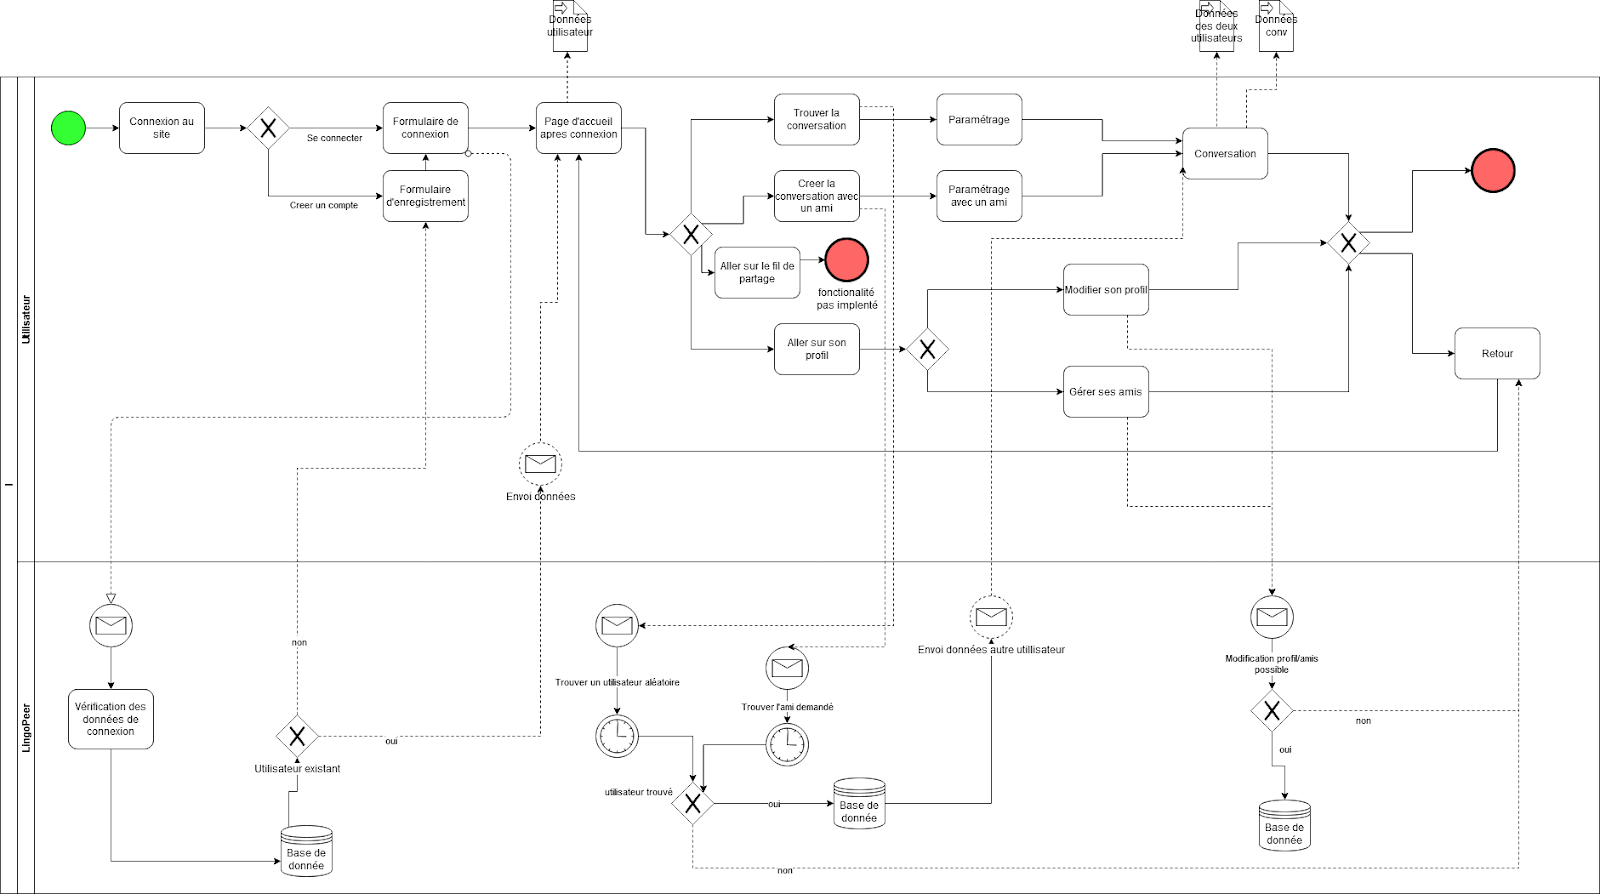 Données
utilisateur
Données
des deux
utilisateurs
Données
conv
I
Utilisateur
Connexion au
site
Se connecter
Creer un compte
Formulaire de
connexion
Formulaire
d'enregistrement
Page d'accueil
apres connexion
Trouver la
conversation
Paramétrage
Creer la
conversation avec
un ami
Paramétrage
avec un ami
Conversation
Aller sur le fil de
partage
fonctionalité
pas implenté
Aller sur son
profil
Modifier son profil
Gérer ses amis
Retour
Envoi données
LingoPeer
non
Vérification des
données de
connexion
oui
Utilisateur existant
Base de
donnée
Trouver un utilisateur aléatoire
Trouver l'ami demandé
utilisateur trouvé
oui
Base de
donnée
non
Envoi données autre utillisateur
Modification profil/amis
possible
non
oui
Base de
donnée